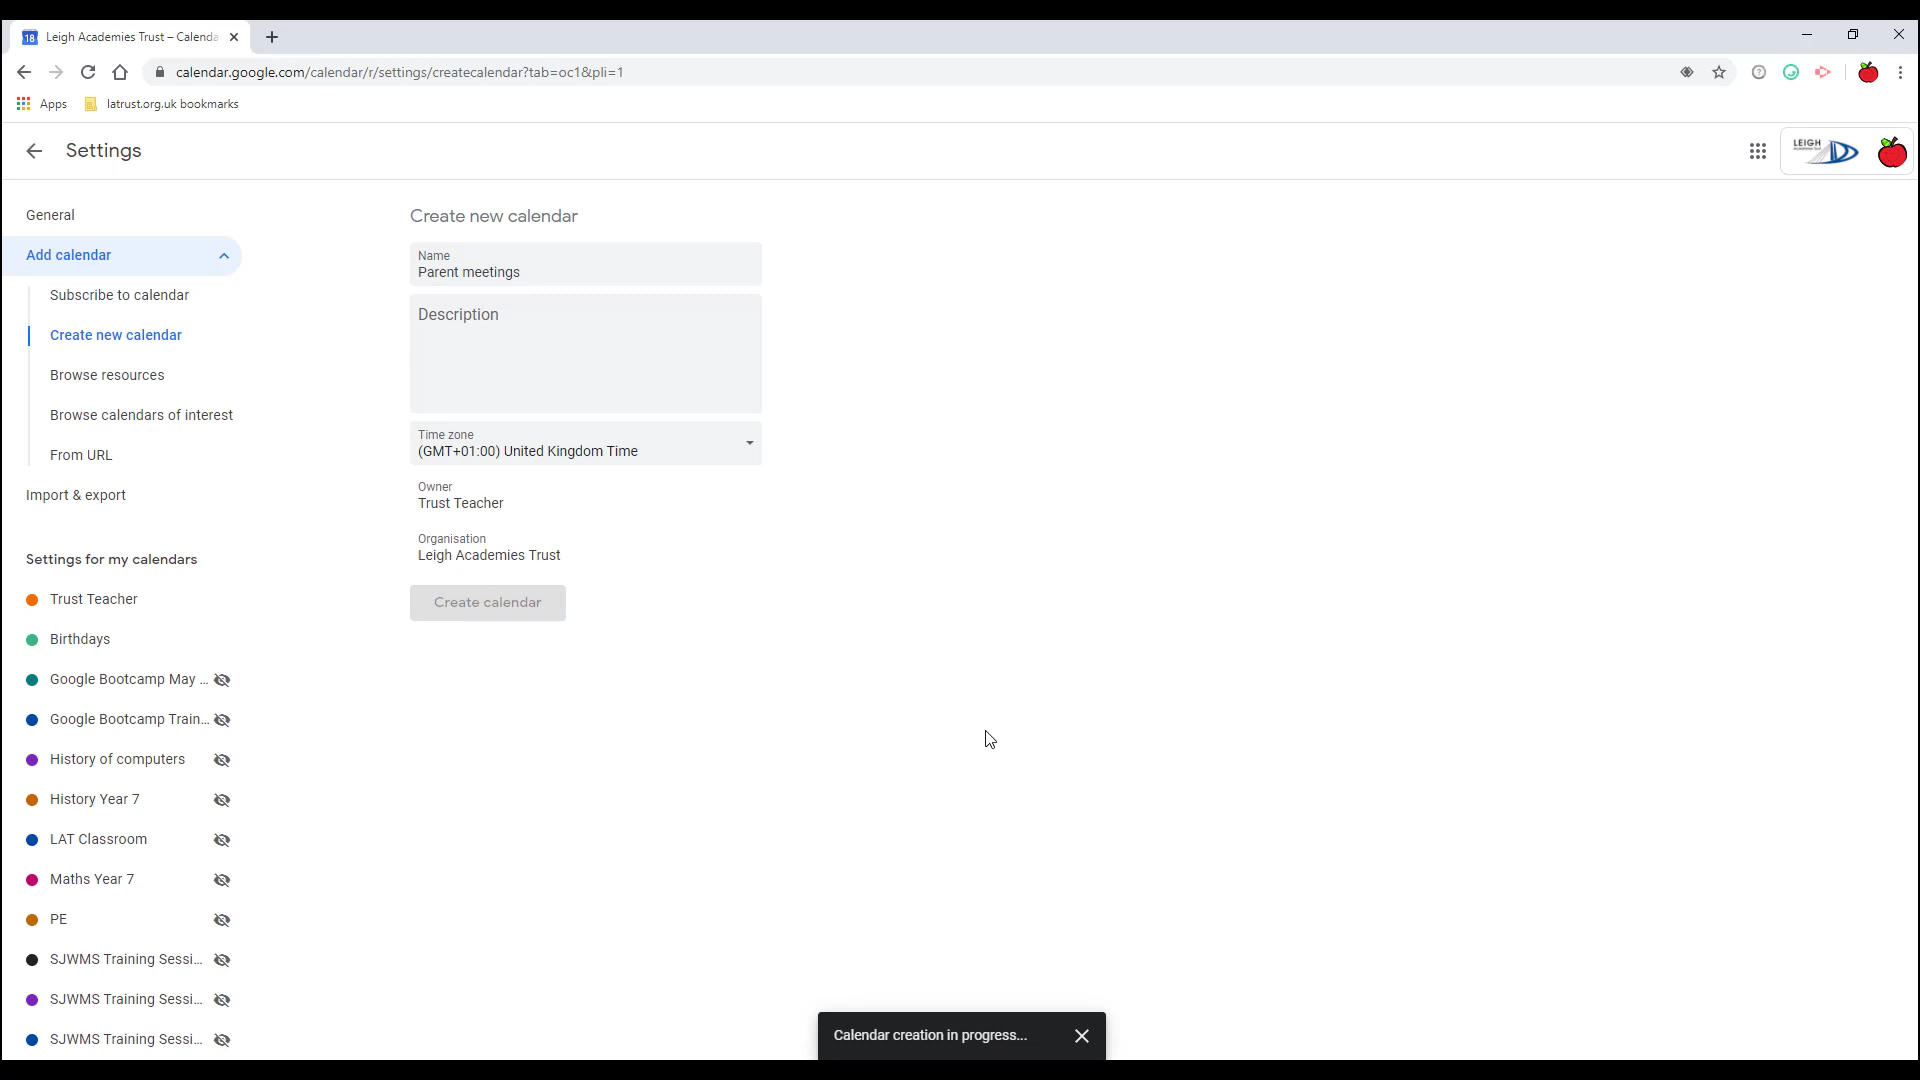 18
Leigh Academies Trust – Calenda
calendar.google.com/calendar/r/settings/createcalendar?tab=oc1&pli=1
Apps
latrust.org.uk bookmarks
Settings
LEIGH
General
Add calendar
Subscribe to calendar
Create new calendar
Browse resources
Browse calendars of interest
From URL
Import & export
Settings for my calendars
Trust Teacher
Birthdays
Google Bootcamp May ...
Google Bootcamp Train...
History of computers
History Year 7
LAT Classroom
Maths Year 7
PE
SJWMS Training Sessi...
SJWMS Training Sessi...
SJWMS Training Sessi...
Create new calendar
Name
Parent meetings
Description
Time zone
(GMT+01:00) United Kingdom Time
Owner
Trust Teacher
Organisation
Leigh Academies Trust
Create calendar
Calendar creation in progress...